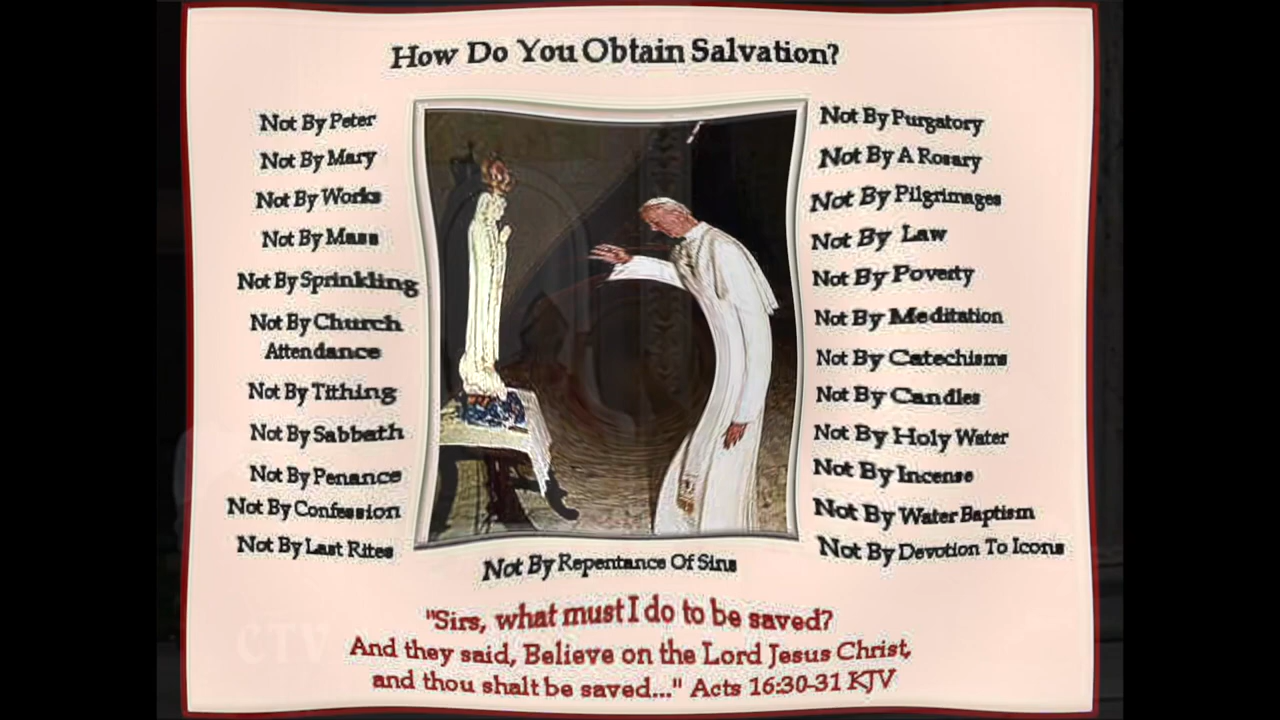 How Do You Obtain Salvation?
Not By Peter
Not By Mary
Not By Works
Not By Mass
Not By Sprinkling
Not By Church
Attendance
Not By Tithing
Not By Sabbath
Not By Penance
Not By Confession
Not By Last Rites
Not By Purgatory
Not By A Rosary
Not By Pilgrimages
Not By Law
Not By Poverty
Not By Meditation
Not By Catechisms
Not By Candles
Not By Holy Water
Not By Incense
Not By Water Baptism
Not By Devotion To Icons
Not By Repentance Of Sins
"Sirs, what must I do to be saved?
And they said, Believe on the Lord Jesus Christ,
and thou shalt be saved..." Acts 16:30-31 KJV
CTV